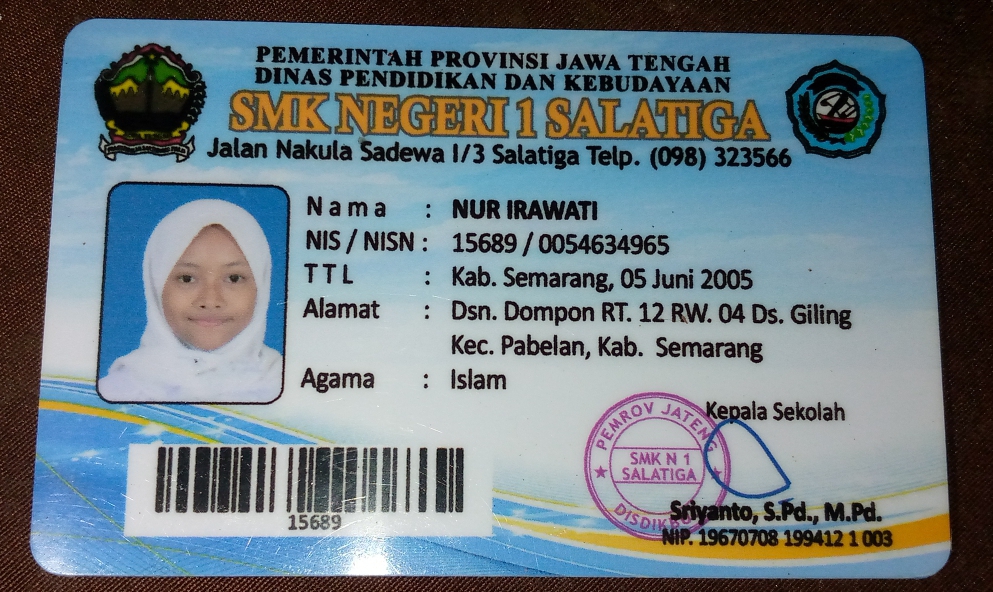 PEMERINTAH PROVINSI JAWA TENGAH
DINAS PENDIDIKAN DAN KEBUDAYAAN
SMK NEGERI 1 SALATIGA
Jalan Nakula Sadewa I/3 Salatiga Telp. (098) 323566
Nama : NUR IRAWATI
NIS / NISN : 15689 / 0054634965
TTL : Kab. Semarang, 05 Juni 2005
Alamat : Dsn. Dompon RT. 12 RW. 04 Ds. Giling
Kec. Pabelan, Kab. Semarang
Agama : Islam
Kepala Sekolah
PEMROV JATENG
SMK N 1
SALATIGA
Sriyanto, S.Pd., M.Pd.
NIP. 19670708 199412 1 003
15689